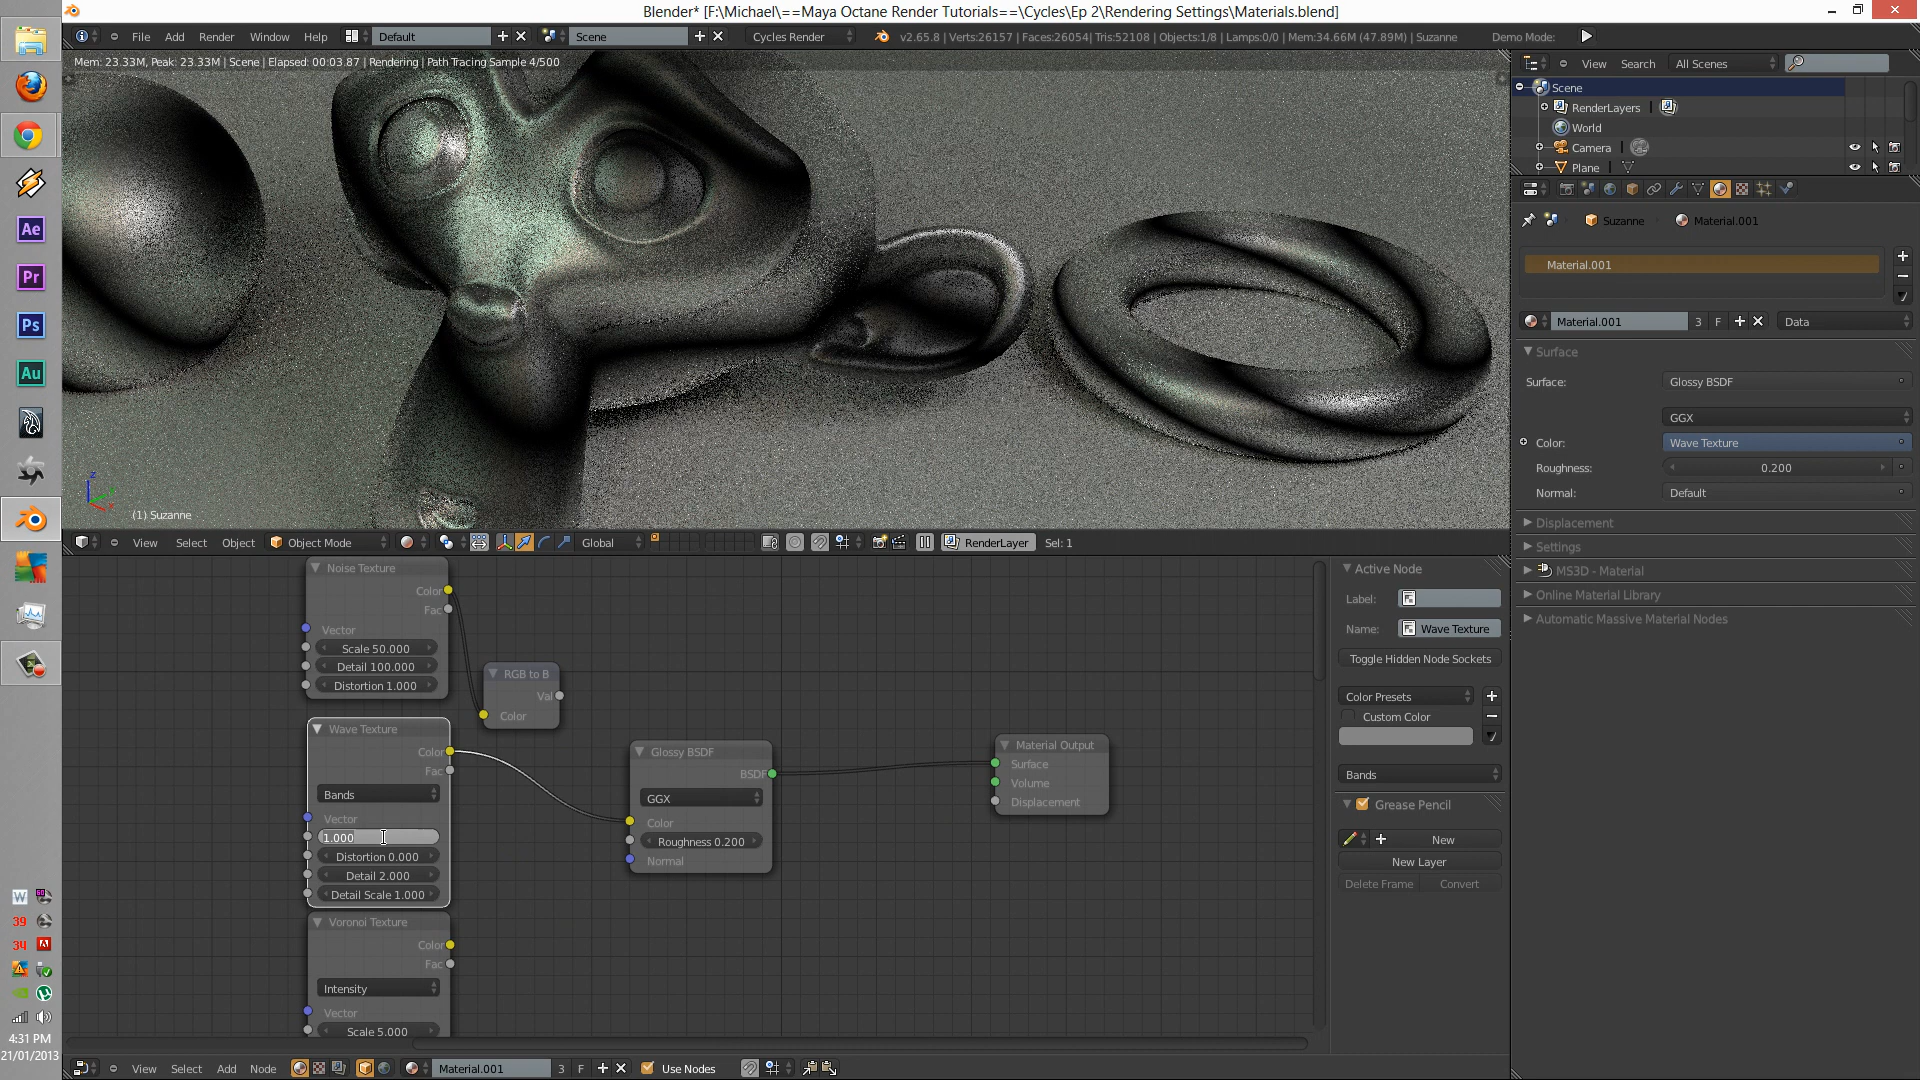 Blender* [F:\Michael\==Maya Octane Render Tutorials==\Cycles\Ep 2\Rendering Settings\Materials.blend]
File Add Render Window Help Default Scene Cycles Render v2.65.8 | Verts:26157 | Faces:26054| Tris:52108 | Objects:1/8 | Lamps:0/0 | Mem:34.66M (47.89M) | Suzanne Demo Mode:
Mem: 23.33M, Peak: 23.33M | Scene | Elapsed: 00:03.87 | Rendering | Path Tracing Sample 4/500
View Search All Scenes
Scene
RenderLayers
World
Camera
Plane
Suzanne Material.001
Material.001
Material.001 3 F Data
Surface
Surface: Glossy BSDF
GGX
Color: Wave Texture
Roughness: 0.200
Normal: Default
Displacement
Settings
MS3D - Material
Online Material Library
Automatic Massive Material Nodes
Ae
Pr
Ps
Au
z
(1) Suzanne
View Select Object Object Mode Global RenderLayer Sel: 1
Noise Texture
Color
Fac
Vector
Scale 50.000
Detail 100.000
Distortion 1.000
RGB to B
Val
Color
Wave Texture
Color
Fac
Bands
Vector
1.000
Distortion 0.000
Detail 2.000
Detail Scale 1.000
Voronoi Texture
Color
Fac
Intensity
Vector
Scale 5.000
Glossy BSDF
BSDF
GGX
Color
Roughness 0.200
Normal
Material Output
Surface
Volume
Displacement
Active Node
Label:
Name: Wave Texture
Toggle Hidden Node Sockets
Color Presets
Custom Color
Bands
Grease Pencil
New
New Layer
Delete Frame Convert
View Select Add Node Material.001 3 F Use Nodes
W
39
34
4:31 PM
21/01/2013